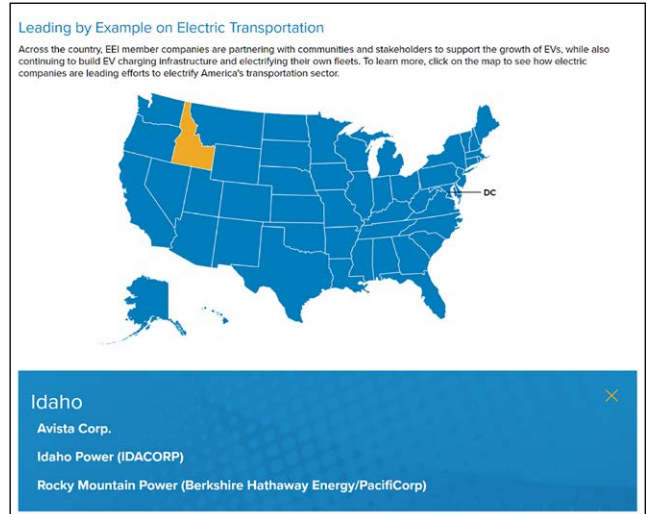 Leading by Example on Electric Transportation
Across the country, EEI member companies are partnering with communities and stakeholders to support the growth of EVs, while also
continuing to build EV charging infrastructure and electrifying their own fleets. To learn more, click on the map to see how electric
companies are leading efforts to electrify America's transportation sector.
DC
Idaho
Avista Corp.
Idaho Power (IDACORP)
Rocky Mountain Power (Berkshire Hathaway Energy/PacifiCorp)